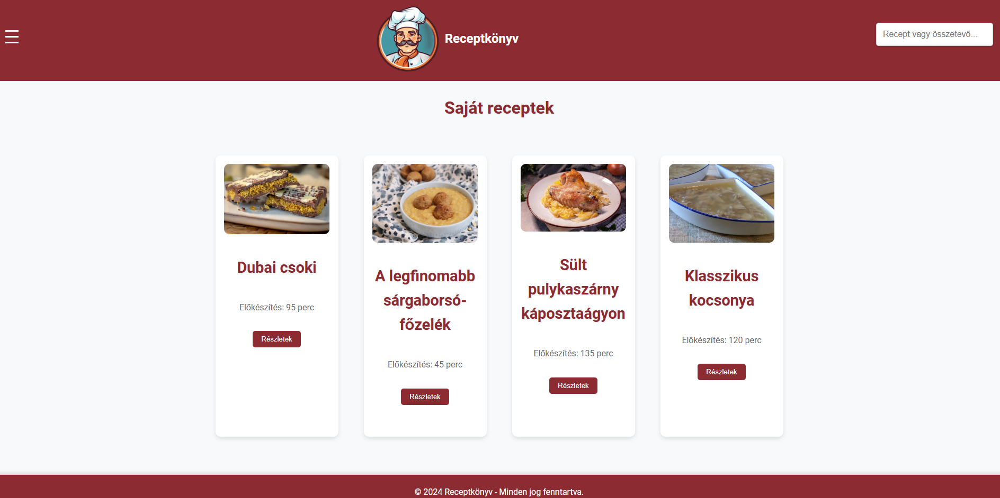 Receptkönyv
Recept vagy összetevő...
Saját receptek
Dubai csoki
Előkészítés: 95 perc
Részletek
A legfinomabb
sárgaborsó-
főzelék
Előkészítés: 45 perc
Részletek
Sült
pulykaszárny
káposztaágyon
Előkészítés: 135 perc
Részletek
Klasszikus
kocsonya
Előkészítés: 120 perc
Részletek
© 2024 Receptkönyv - Minden jog fenntartva.